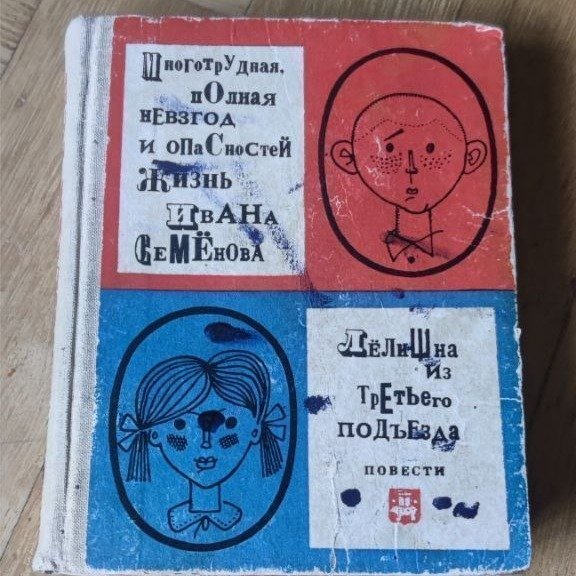 Многотрудная,
полная
невзгод
и опасностей
жизнь
Ивана
Семёнова
Лёлишна
из
третьего
подъезда
повести